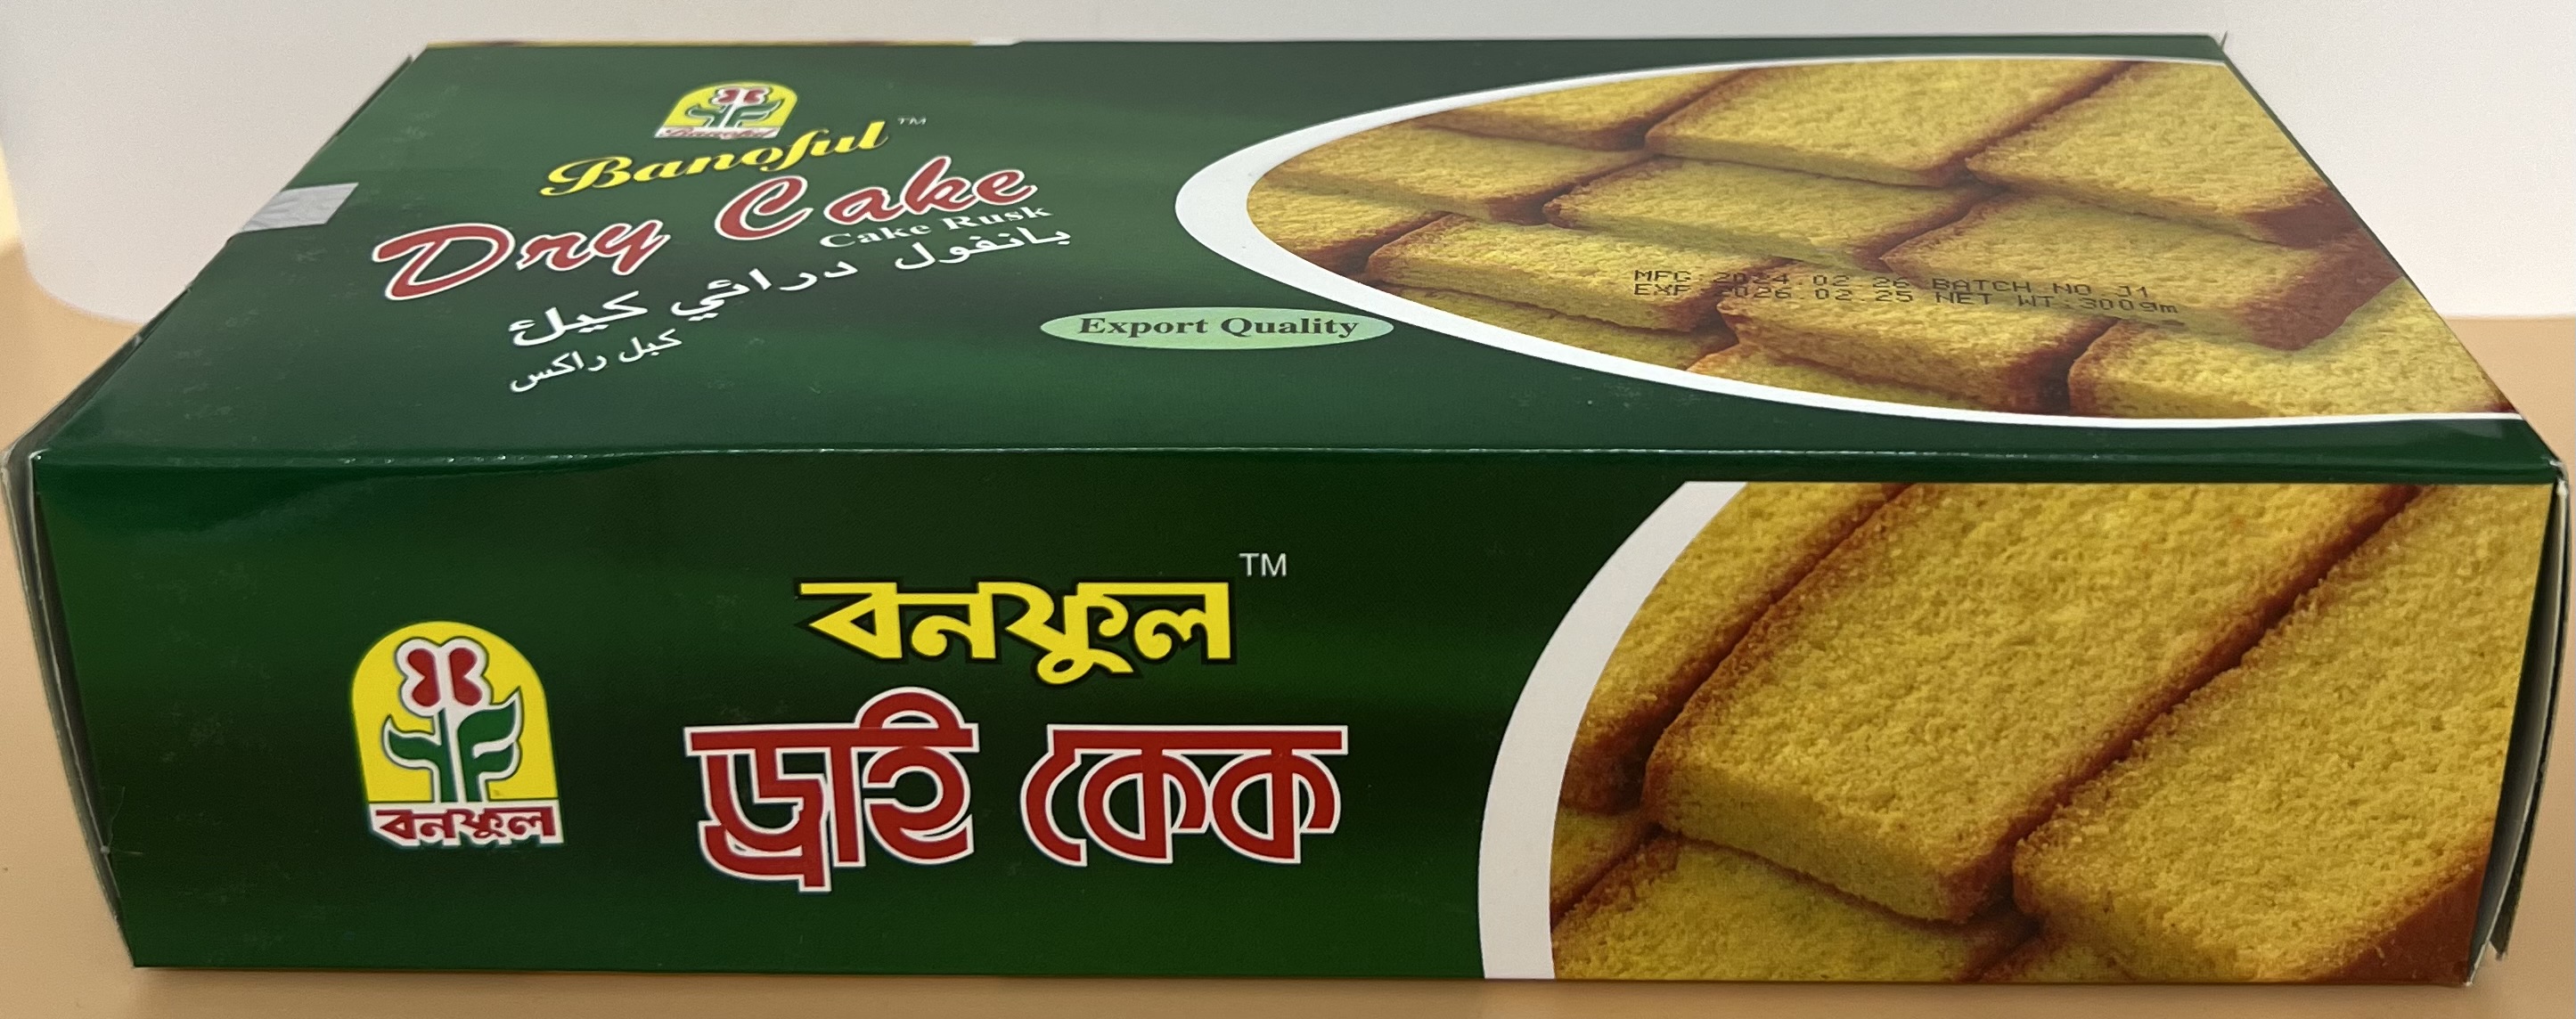 Banoful
Banoful™
Dry Cake
Cake Rusk
بانفول درائي كيك
كيل راكس
Export Quality
MFG 2024.02.26 BATCH NO J1
EXP 2026.02.25 NET WT:300gm
বনফুল™
ড্রাই কেক
বনফুল